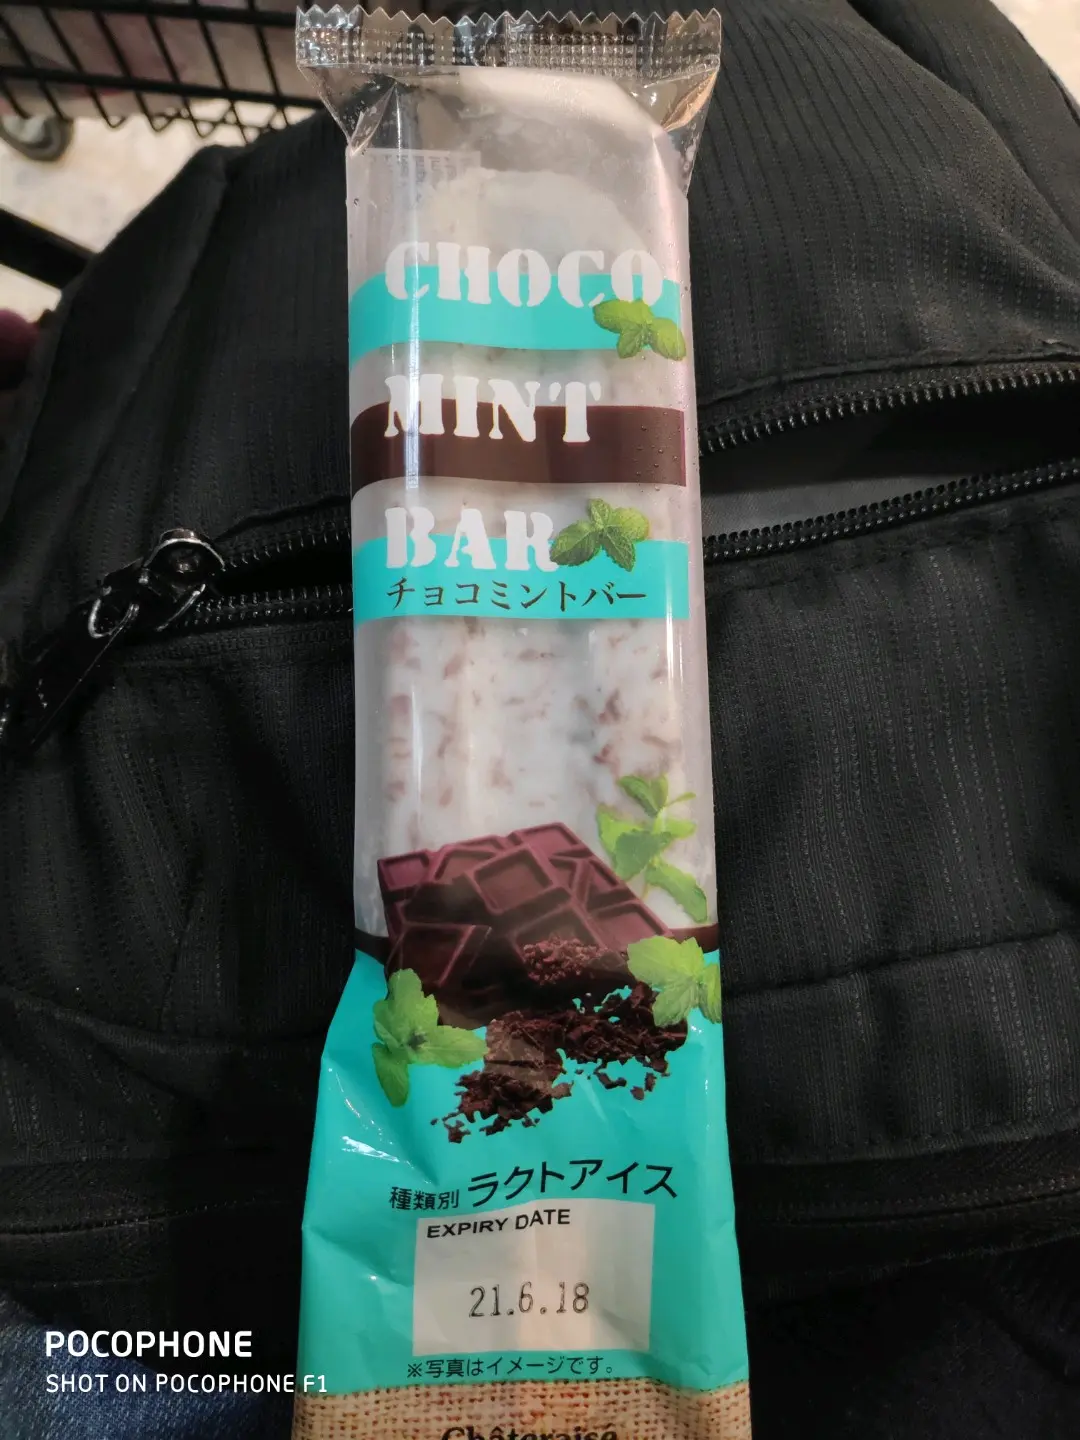 CHOCO
MINT
BAR
チョコミントバー
種類別 ラクトアイス
EXPIRY DATE
21.6.18
※写真はイメージです。
Châteraisé
POCOPHONE
SHOT ON POCOPHONE F1